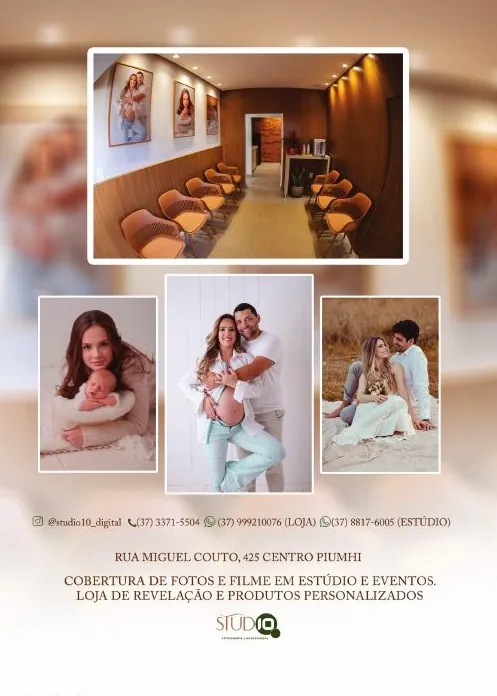 @studio10_digital (37) 3371-5504 (37) 999210076 (LOJA) (37) 8817-6005 (ESTÚDIO)
RUA MIGUEL COUTO, 425 CENTRO PIUMHI
COBERTURA DE FOTOS E FILME EM ESTÚDIO E EVENTOS.
LOJA DE REVELAÇÃO E PRODUTOS PERSONALIZADOS
STUDIO